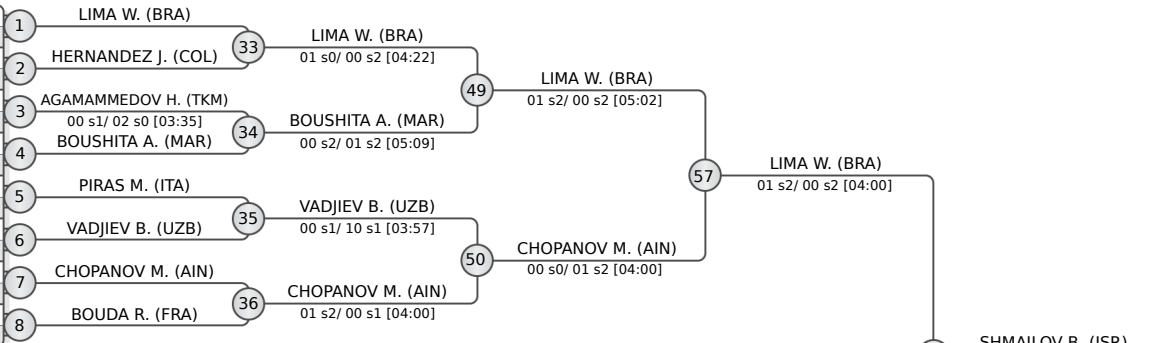 1
LIMA W. (BRA)
2
HERNANDEZ J. (COL)
33
LIMA W. (BRA)
01 s0/ 00 s2 [04:22]
3
AGAMAMMEDOV H. (TKM)
00 s1/ 02 s0 [03:35]
4
BOUSHITA A. (MAR)
34
BOUSHITA A. (MAR)
00 s2/ 01 s2 [05:09]
49
LIMA W. (BRA)
01 s2/ 00 s2 [05:02]
5
PIRAS M. (ITA)
6
VADJIEV B. (UZB)
35
VADJIEV B. (UZB)
00 s1/ 10 s1 [03:57]
7
CHOPANOV M. (AIN)
8
BOUDA R. (FRA)
36
CHOPANOV M. (AIN)
01 s2/ 00 s1 [04:00]
50
CHOPANOV M. (AIN)
00 s0/ 01 s2 [04:00]
57
LIMA W. (BRA)
01 s2/ 00 s2 [04:00]
SHMAILOV B. (ISR)